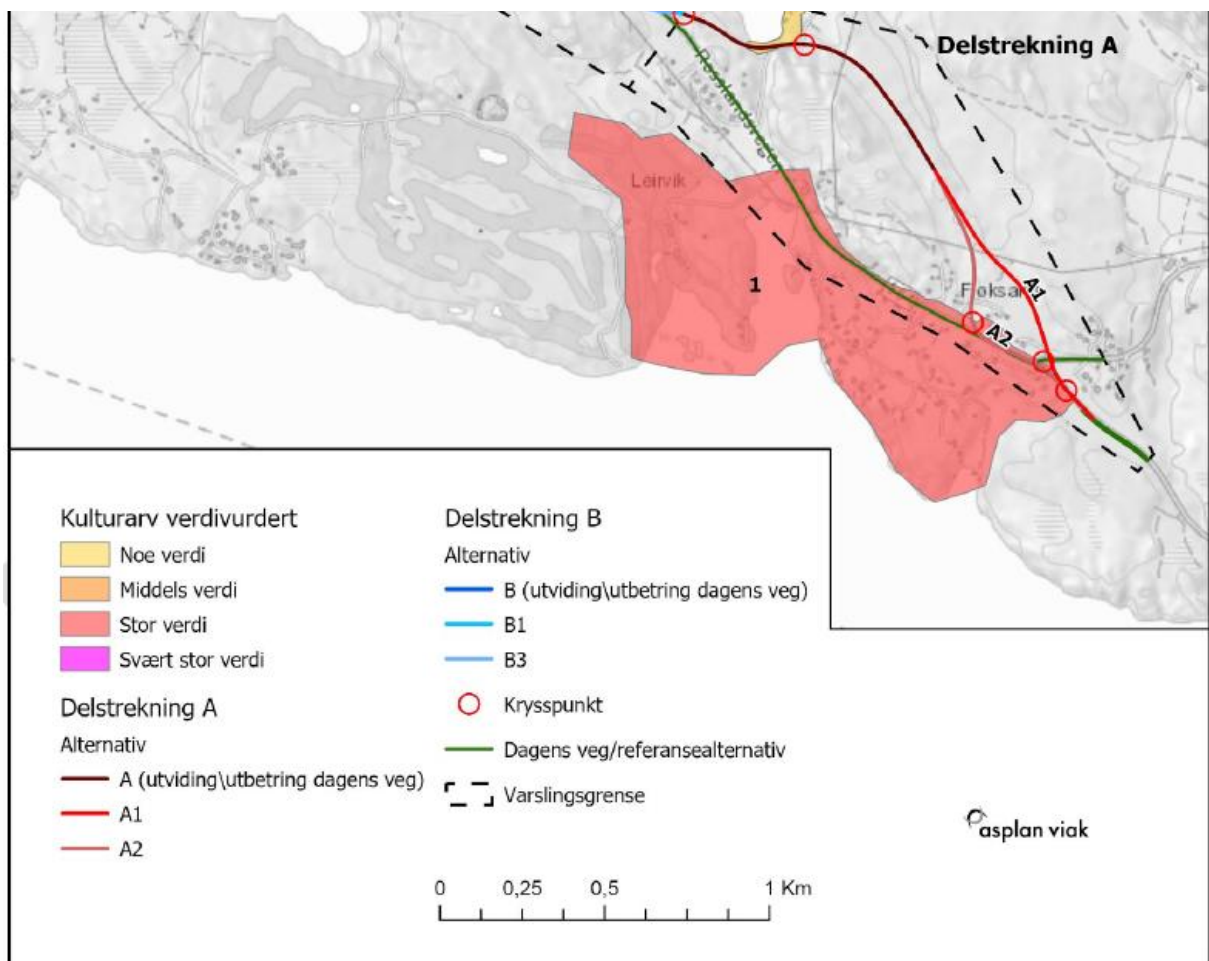 Delstrekning A
Rosslandsvegen
Leirvik
1
Fløksan
A1
A2
Kulturarv verdivurdert
Noe verdi
Middels verdi
Stor verdi
Svært stor verdi
Delstrekning A
Alternativ
A (utviding\utbetring dagens veg)
A1
A2
Delstrekning B
Alternativ
B (utviding\utbetring dagens veg)
B1
B3
Krysspunkt
Dagens veg/referansealternativ
Varslingsgrense
asplan viak
0 0,25 0,5 1 Km